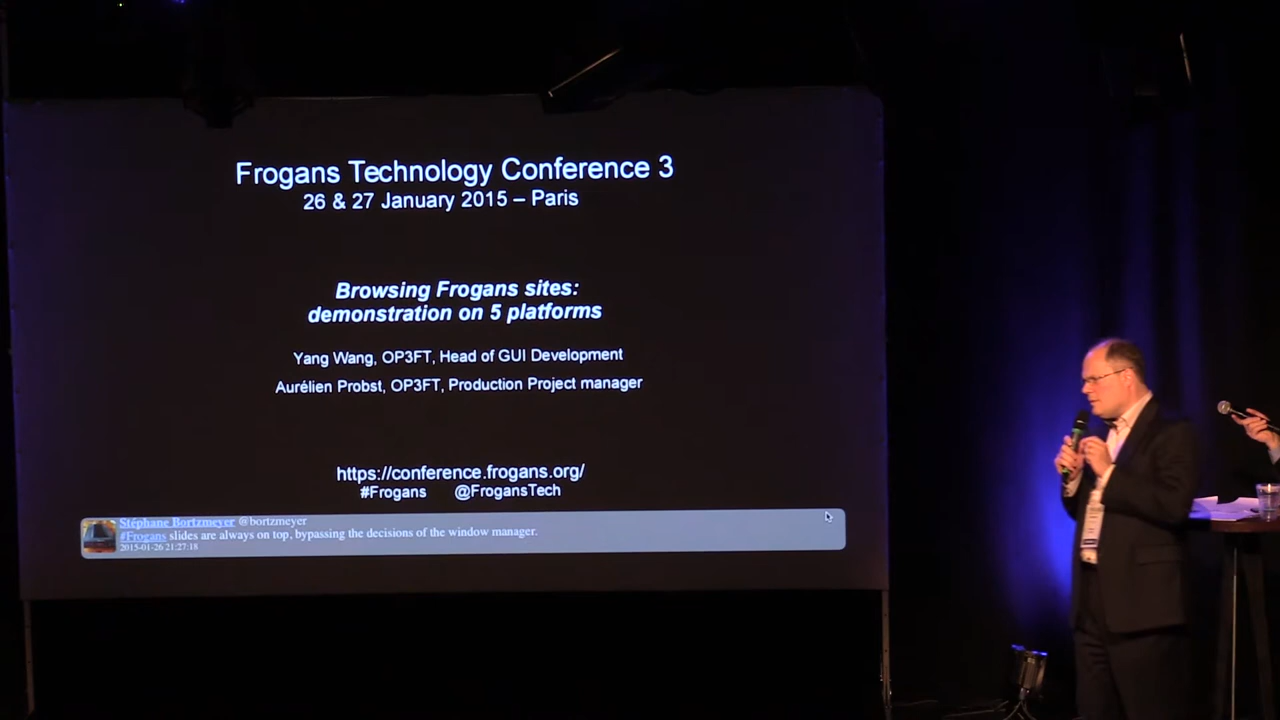 Frogans Technology Conference 3
26 & 27 January 2015 – Paris
Browsing Frogans sites:
demonstration on 5 platforms
Yang Wang, OP3FT, Head of GUI Development
Aurélien Probst, OP3FT, Production Project manager
https://conference.frogans.org/
#Frogans @FrogansTech
Stéphane Bortzmeyer @bortzmeyer
#Frogans slides are always on top, bypassing the decisions of the window manager.
2015-01-26 21:27:18